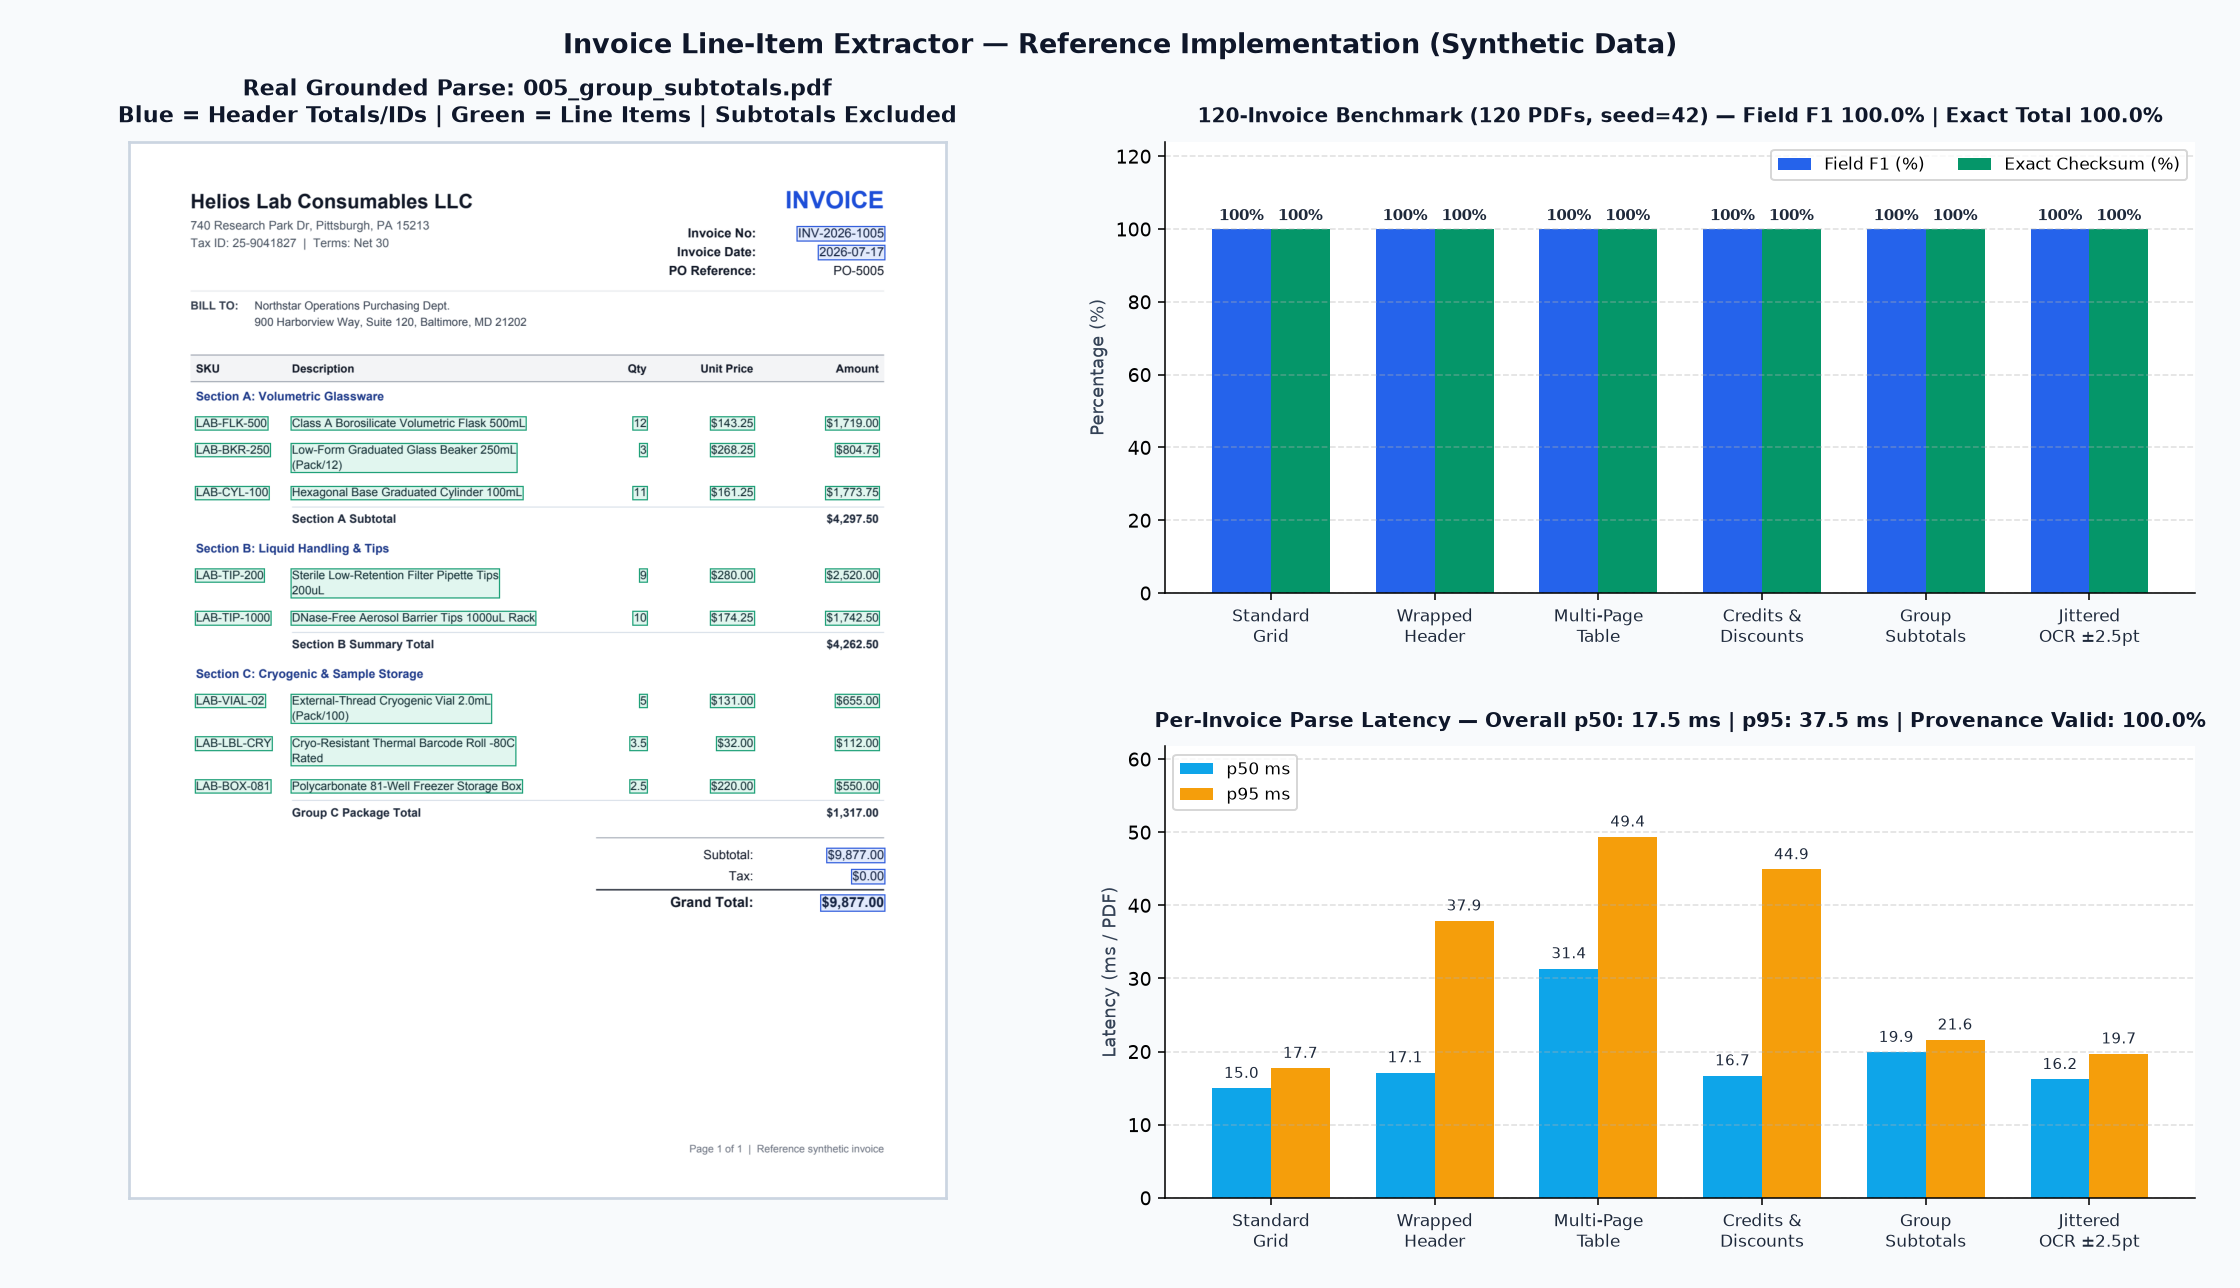 Invoice Line-Item Extractor — Reference Implementation (Synthetic Data)
Real Grounded Parse: 005_group_subtotals.pdf
Blue = Header Totals/IDs | Green = Line Items | Subtotals Excluded
Helios Lab Consumables LLC
INVOICE
740 Research Park Dr, Pittsburgh, PA 15213
Tax ID: 25-9041827 | Terms: Net 30
Invoice No: INV-2026-1005
Invoice Date: 2026-07-17
PO Reference: PO-5005
BILL TO: Northstar Operations Purchasing Dept.
900 Harborview Way, Suite 120, Baltimore, MD 21202
SKU Description Qty Unit Price Amount
Section A: Volumetric Glassware
LAB-FLK-500 Class A Borosilicate Volumetric Flask 500mL 12 $143.25 $1,719.00
LAB-BKR-250 Low-Form Graduated Glass Beaker 250mL 3 $268.25 $804.75
(Pack/12)
LAB-CYL-100 Hexagonal Base Graduated Cylinder 100mL 11 $161.25 $1,773.75
Section A Subtotal $4,297.50
Section B: Liquid Handling & Tips
LAB-TIP-200 Sterile Low-Retention Filter Pipette Tips 9 $280.00 $2,520.00
200uL
LAB-TIP-1000 DNase-Free Aerosol Barrier Tips 1000uL Rack 10 $174.25 $1,742.50
Section B Summary Total $4,262.50
Section C: Cryogenic & Sample Storage
LAB-VIAL-02 External-Thread Cryogenic Vial 2.0mL 5 $131.00 $655.00
(Pack/100)
LAB-LBL-CRY Cryo-Resistant Thermal Barcode Roll -80C 3.5 $32.00 $112.00
Rated
LAB-BOX-081 Polycarbonate 81-Well Freezer Storage Box 2.5 $220.00 $550.00
Group C Package Total $1,317.00
Subtotal: $9,877.00
Tax: $0.00
Grand Total: $9,877.00
Page 1 of 1 | Reference synthetic invoice
120-Invoice Benchmark (120 PDFs, seed=42) — Field F1 100.0% | Exact Total 100.0%
Field F1 (%) Exact Checksum (%)
Percentage (%)
120
100
80
60
40
20
0
100% 100% 100% 100% 100% 100% 100% 100% 100% 100% 100% 100%
Standard Wrapped Multi-Page Credits & Group Jittered
Grid Header Table Discounts Subtotals OCR ±2.5pt
Per-Invoice Parse Latency — Overall p50: 17.5 ms | p95: 37.5 ms | Provenance Valid: 100.0%
p50 ms
p95 ms
Latency (ms / PDF)
60
50
40
30
20
10
0
15.0 17.7 17.1 37.9 31.4 49.4 16.7 44.9 19.9 21.6 16.2 19.7
Standard Wrapped Multi-Page Credits & Group Jittered
Grid Header Table Discounts Subtotals OCR ±2.5pt